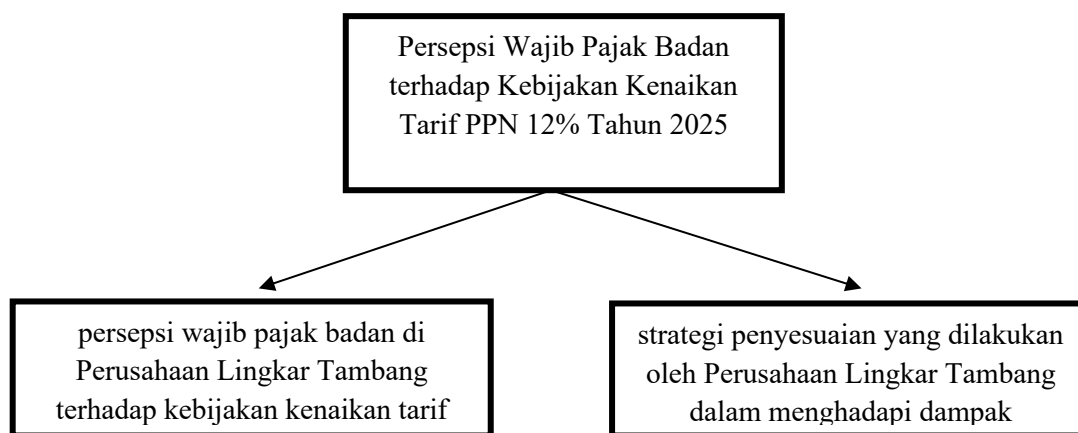 Persepsi Wajib Pajak Badan
terhadap Kebijakan Kenaikan
Tarif PPN 12% Tahun 2025
persepsi wajib pajak badan di
Perusahaan Lingkar Tambang
terhadap kebijakan kenaikan tarif
strategi penyesuaian yang dilakukan
oleh Perusahaan Lingkar Tambang
dalam menghadapi dampak